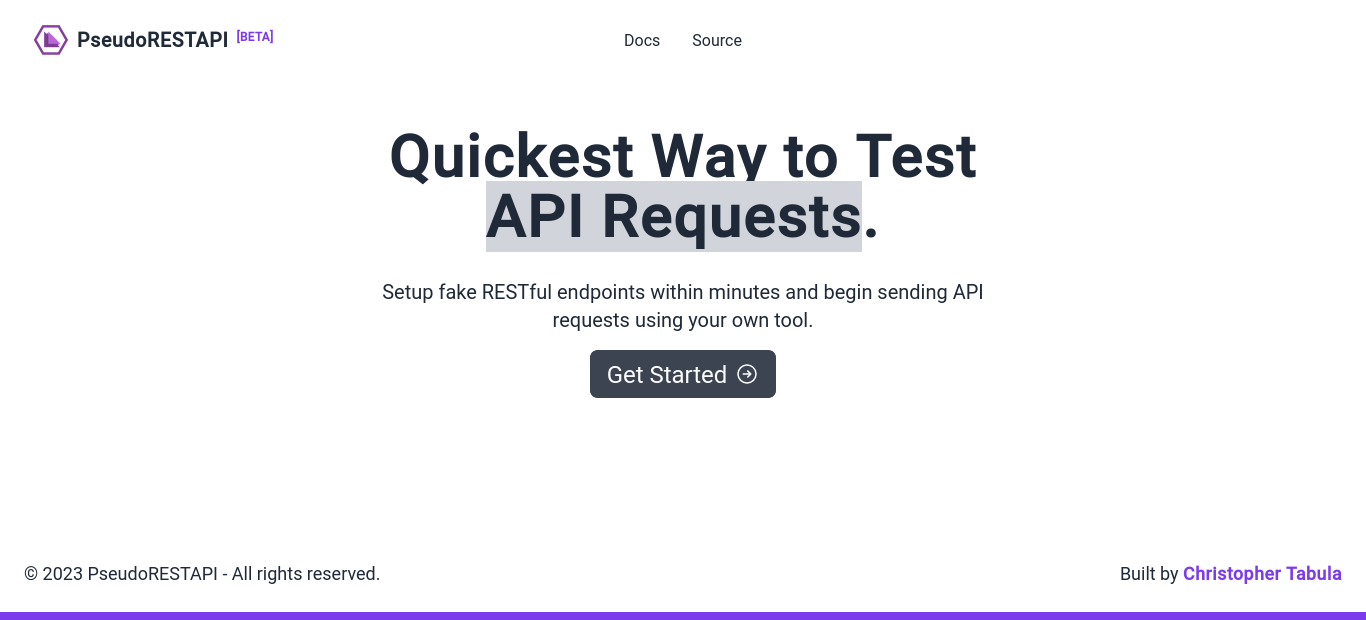 PseudoRESTAPI [BETA]
Docs
Source
Quickest Way to Test
API Requests.
Setup fake RESTful endpoints within minutes and begin sending API
requests using your own tool.
Get Started
© 2023 PseudoRESTAPI - All rights reserved.
Built by Christopher Tabula